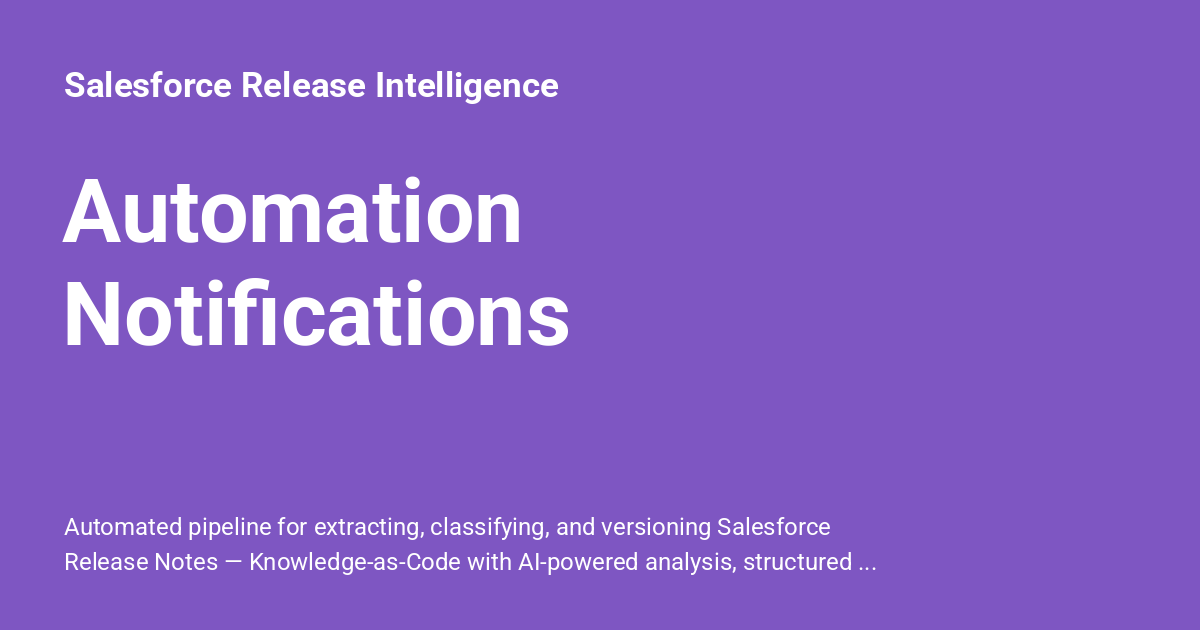 Salesforce Release Intelligence
Automation
Notifications
Automated pipeline for extracting, classifying, and versioning Salesforce
Release Notes — Knowledge-as-Code with AI-powered analysis, structured ...